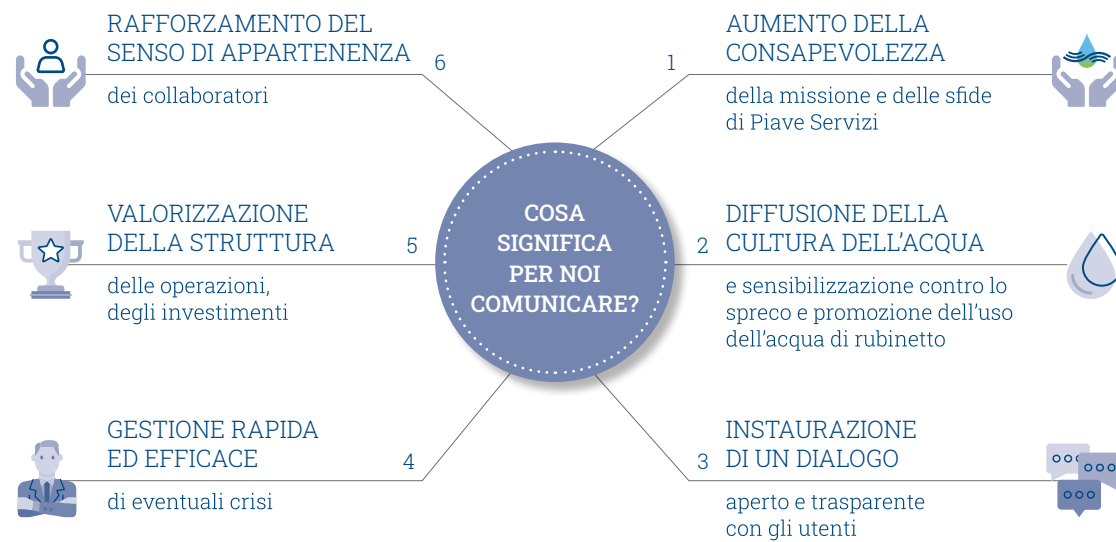 COSA
SIGNIFICA
PER NOI
COMUNICARE?
1
AUMENTO DELLA
CONSAPEVOLEZZA
della missione e delle sfide
di Piave Servizi
2
DIFFUSIONE DELLA
CULTURA DELL’ACQUA
e sensibilizzazione contro lo
spreco e promozione dell’uso
dell’acqua di rubinetto
3
INSTAURAZIONE
DI UN DIALOGO
aperto e trasparente
con gli utenti
4
GESTIONE RAPIDA
ED EFFICACE
di eventuali crisi
5
VALORIZZAZIONE
DELLA STRUTTURA
delle operazioni,
degli investimenti
6
RAFFORZAMENTO DEL
SENSO DI APPARTENENZA
dei collaboratori